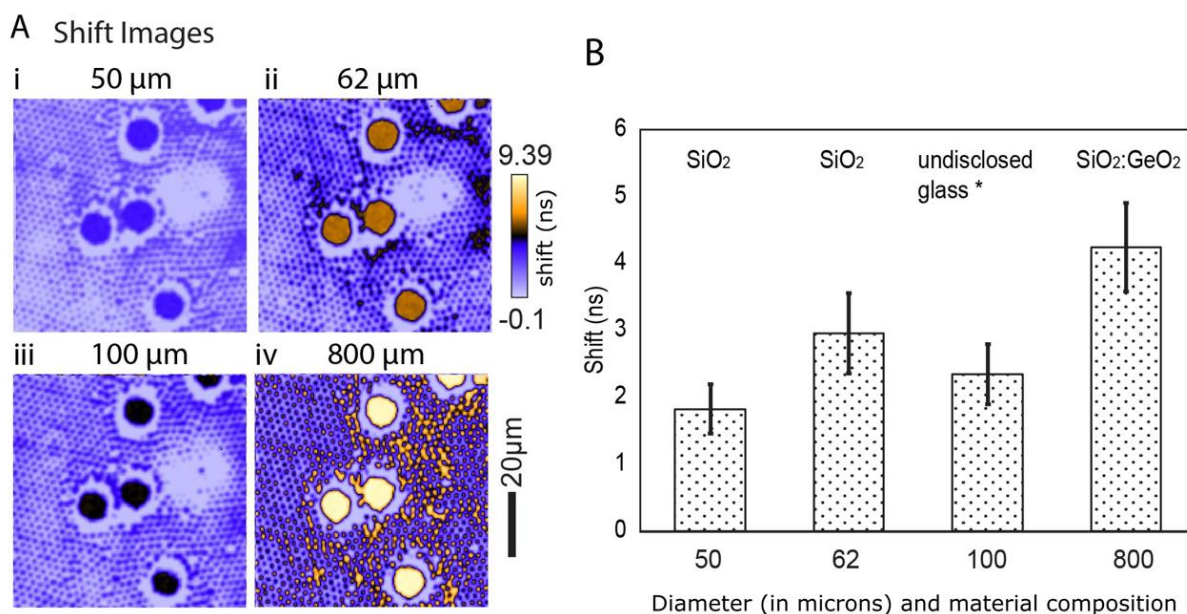 A Shift Images
i 50 μm
ii 62 μm
9.39
shift (ns)
-0.1
iii 100 μm
iv 800 μm
20μm
B
6
5
4
3
2
1
0
Shift (ns)
SiO₂
SiO₂
undisclosed
glass *
SiO₂:GeO₂
50 62 100 800
Diameter (in microns) and material composition